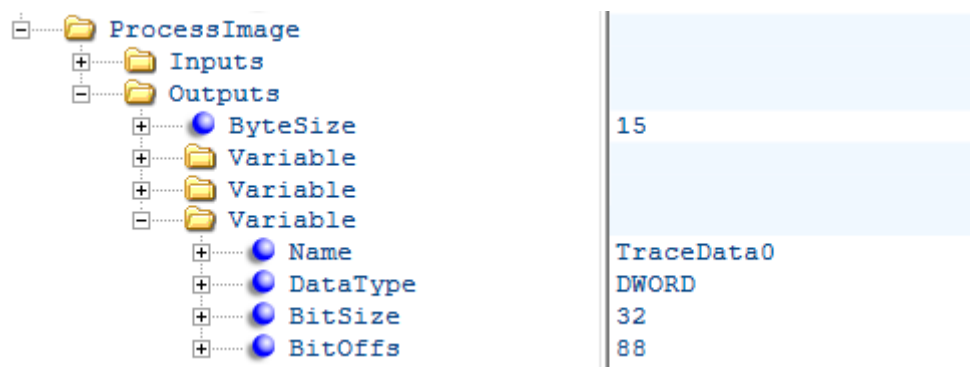 ProcessImage
Inputs
Outputs
ByteSize 15
Variable
Variable
Variable
Name TraceData0
DataType DWORD
BitSize 32
BitOffs 88